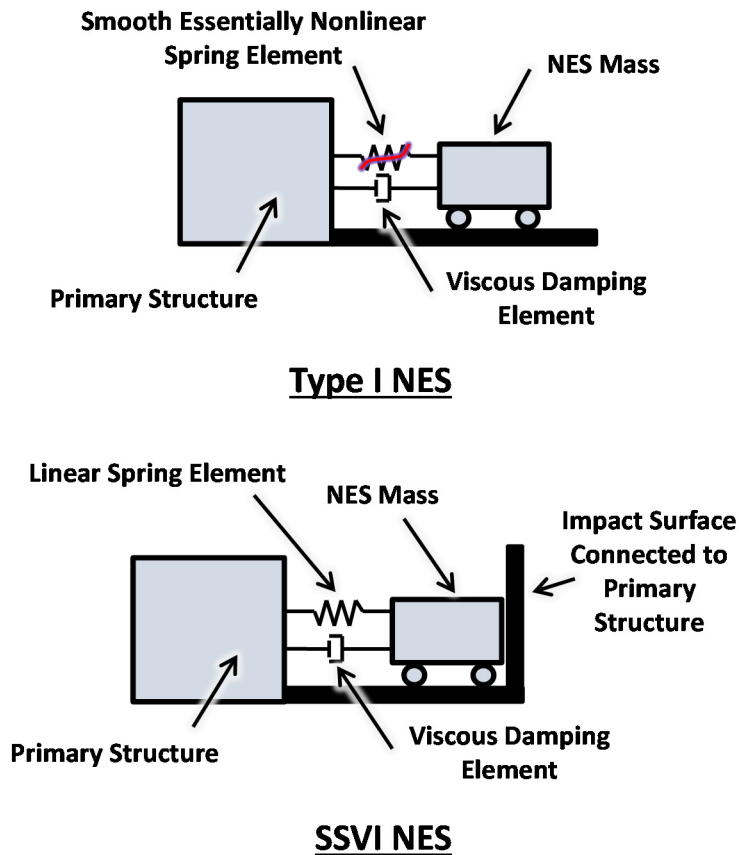 Smooth Essentially Nonlinear
Spring Element
NES Mass
Primary Structure
Viscous Damping
Element
Type I NES
Linear Spring Element
NES Mass
Impact Surface
Connected to
Primary
Structure
Primary Structure
Viscous Damping
Element
SSVI NES